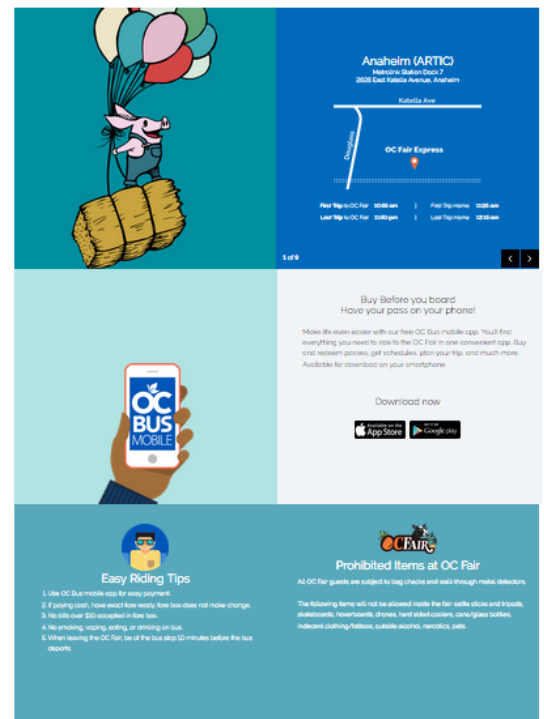 Anaheim (ARTIC)
Metrolink Station Dock 7
2626 East Katella Avenue, Anaheim
Katella Ave
Douglass
OC Fair Express
First Trip to OC Fair | First Trip Home
Last Trip to OC Fair | Last Trip Home
1 of 9
Buy Before you board
Have your pass on your phone!
Make life even easier with our free OC Bus mobile app. You'll find
everything you need to ride to the OC Fair in one convenient app. Buy
and redeem passes, get schedules, plan your trip, and much more.
Available for download on your smartphone.
OC
BUS
MOBILE
Download now
Available on the
App Store
Google play
Easy Riding Tips
1. Use OC Bus mobile app for easy payment.
2. If paying cash, have exact fare ready, fare box does not make change.
3. No bills over $10 accepted in fare box.
4. No smoking, vaping, eating, or drinking on bus.
5. When leaving the OC Fair, be at the bus stop 10 minutes before the bus
departs.
OC FAIR
Prohibited Items at OC Fair
All OC Fair guests are subject to bag checks and walk through metal detectors.
The following items will not be allowed inside the fair: selfie sticks and tripods,
skateboards, hoverboards, drones, hard sided coolers, cans/glass bottles,
indecent clothing/tattoos, outside alcohol, narcotics, pets.